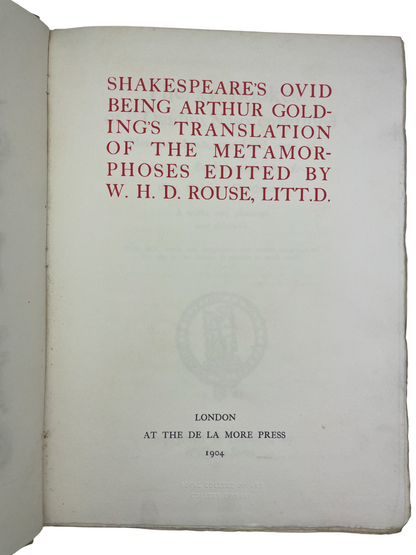 SHAKESPEARE'S OVID
BEING ARTHUR GOLD-
ING'S TRANSLATION
OF THE METAMOR-
PHOSES EDITED BY
W. H. D. ROUSE, LITT.D.
LONDON
AT THE DE LA MORE PRESS
1904